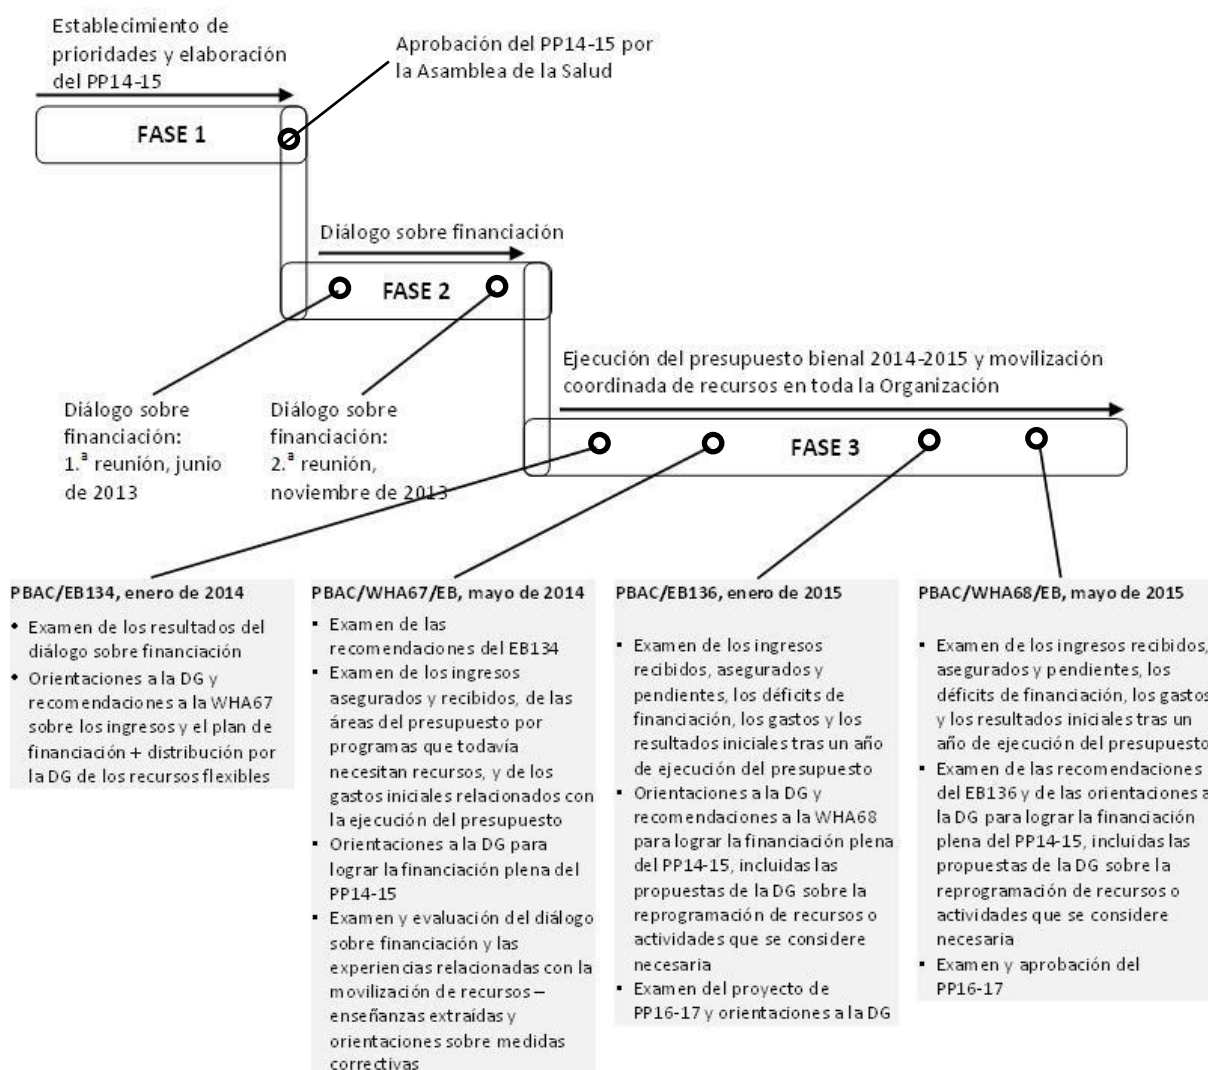 Establecimiento de
prioridades y elaboración
del PP14-15
Aprobación del PP14-15 por
la Asamblea de la Salud
FASE 1
Diálogo sobre financiación
FASE 2
Ejecución del presupuesto bienal 2014-2015 y movilización
coordinada de recursos en toda la Organización
FASE 3
Diálogo sobre
financiación:
1.ª reunión, junio
de 2013
Diálogo sobre
financiación:
2.ª reunión,
noviembre de 2013
PBAC/EB134, enero de 2014
• Examen de los resultados del
diálogo sobre financiación
• Orientaciones a la DG y
recomendaciones a la WHA67
sobre los ingresos y el plan de
financiación + distribución por
la DG de los recursos flexibles
PBAC/WHA67/EB, mayo de 2014
▪ Examen de las
recomendaciones del EB134
▪ Examen de los ingresos
asegurados y recibidos, de las
áreas del presupuesto por
programas que todavía
necesitan recursos, y de los
gastos iniciales relacionados con
la ejecución del presupuesto
▪ Orientaciones a la DG para
lograr la financiación plena del
PP14-15
▪ Examen y evaluación del diálogo
sobre financiación y las
experiencias relacionadas con la
movilización de recursos –
enseñanzas extraídas y
orientaciones sobre medidas
correctivas
PBAC/EB136, enero de 2015
▪ Examen de los ingresos
recibidos, asegurados y
pendientes, los déficits de
financiación, los gastos y los
resultados iniciales tras un año
de ejecución del presupuesto
▪ Orientaciones a la DG y
recomendaciones a la WHA68
para lograr la financiación plena
del PP14-15, incluidas las
propuestas de la DG sobre la
reprogramación de recursos o
actividades que se considere
necesaria
▪ Examen del proyecto de
PP16-17 y orientaciones a la DG
PBAC/WHA68/EB, mayo de 2015
▪ Examen de los ingresos recibidos,
asegurados y pendientes, los
déficits de financiación, los gastos
y los resultados iniciales tras un
año de ejecución del presupuesto
▪ Examen de las recomendaciones
del EB136 y de las orientaciones a
la DG para lograr la financiación
plena del PP14-15, incluidas las
propuestas de la DG sobre la
reprogramación de recursos o
actividades que se considere
necesaria
▪ Examen y aprobación del
PP16-17